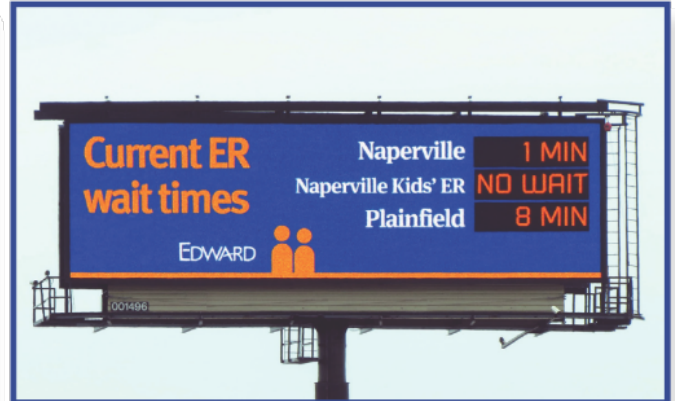 Current ER
wait times
EDWARD
Naperville 1 MIN
Naperville Kids' ER NO WAIT
Plainfield 8 MIN
001496